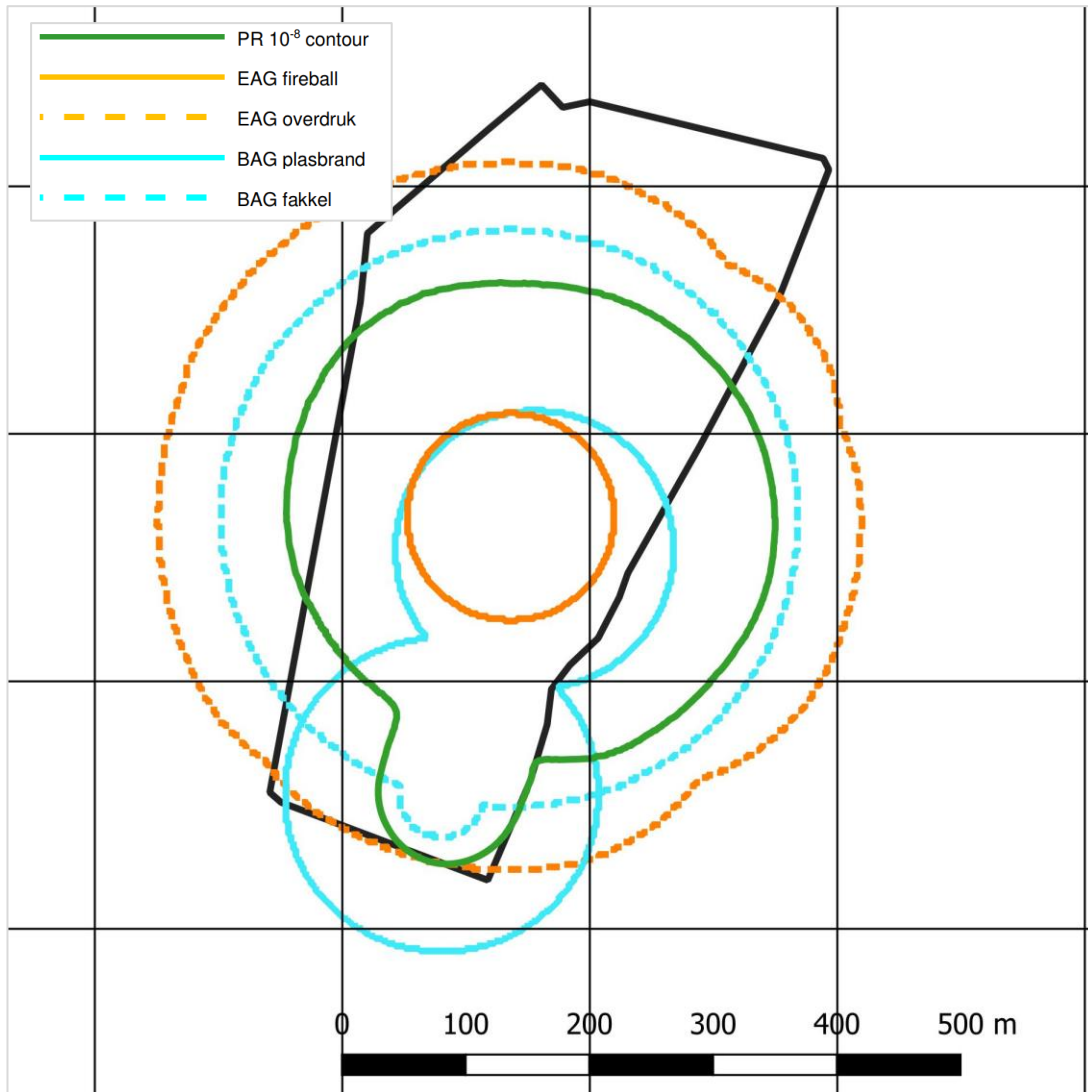 PR 10⁻⁸ contour
EAG fireball
EAG overdruk
BAG plasbrand
BAG fakkel
0 100 200 300 400 500 m